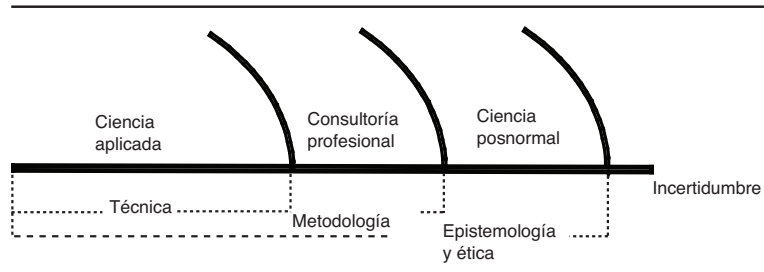 Ciencia
aplicada
Consultoría
profesional
Ciencia
posnormal
Incertidumbre
Técnica
Metodología
Epistemología
y ética